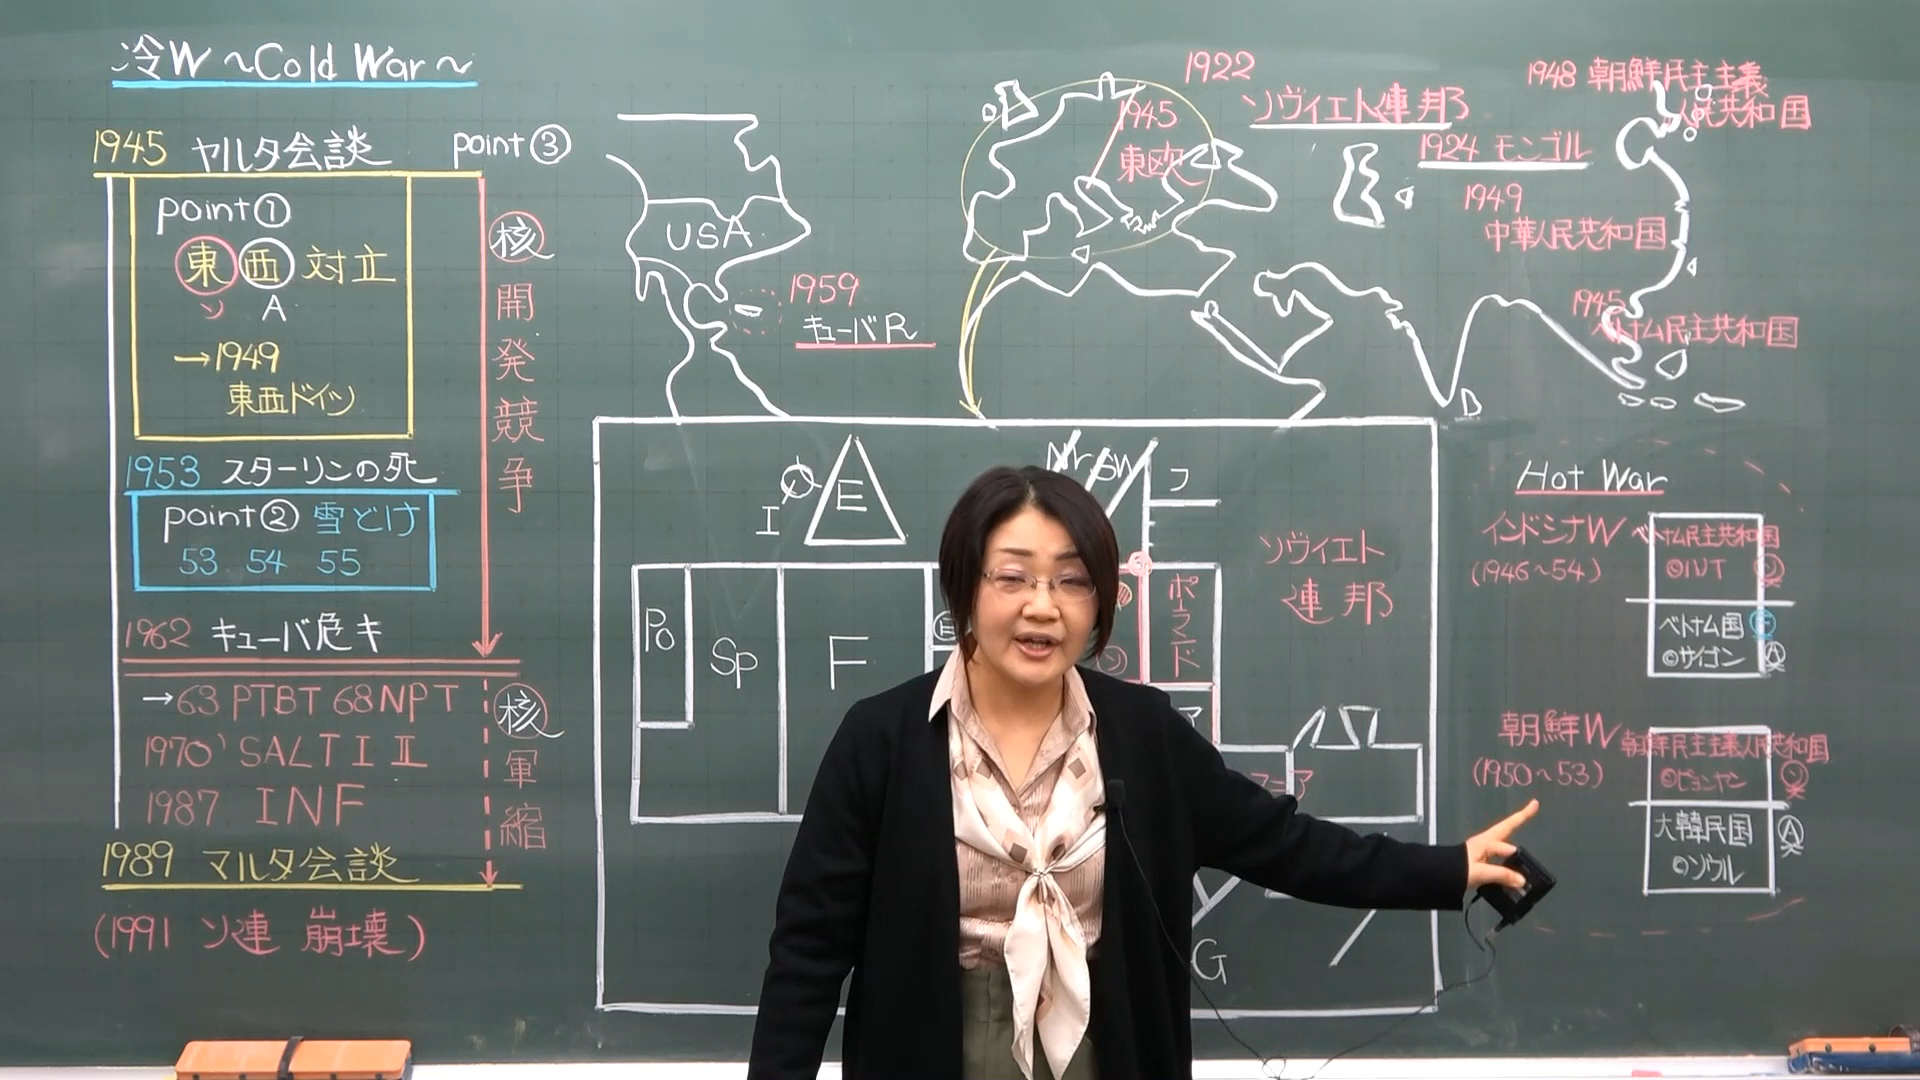 冷W ~Cold War~
1945 ヤルタ会談
point③
point①
東西対立
ソ A
→1949
東西ドイツ
核開発競争
1953 スターリンの死
point② 雪どけ
53 54 55
1962 キューバ危キ
→63 PTBT 68 NPT
1970' SALT I II
1987 INF
核軍縮
1989 マルタ会談
(1991 ソ連 崩壊)
USA
1959
キューバR
1945
東欧
1922
ソヴィエト連邦
1924 モンゴル
1949
中華人民共和国
1948 朝鮮民主主義
人民共和国
1945
ベトナム民主共和国
I
E
Nr
SW
フ
Po
Sp
F
ソ
ポーランド
ソヴィエト
連邦
ア
ニア
G
Hot War
インドシナW
(1946~54)
ベトナム民主共和国
ソ
ベトナム国
◎サイゴン
A
朝鮮W
(1950~53)
朝鮮民主主義人民共和国
◎ピョンヤン
ソ
大韓民国
◎ソウル
A